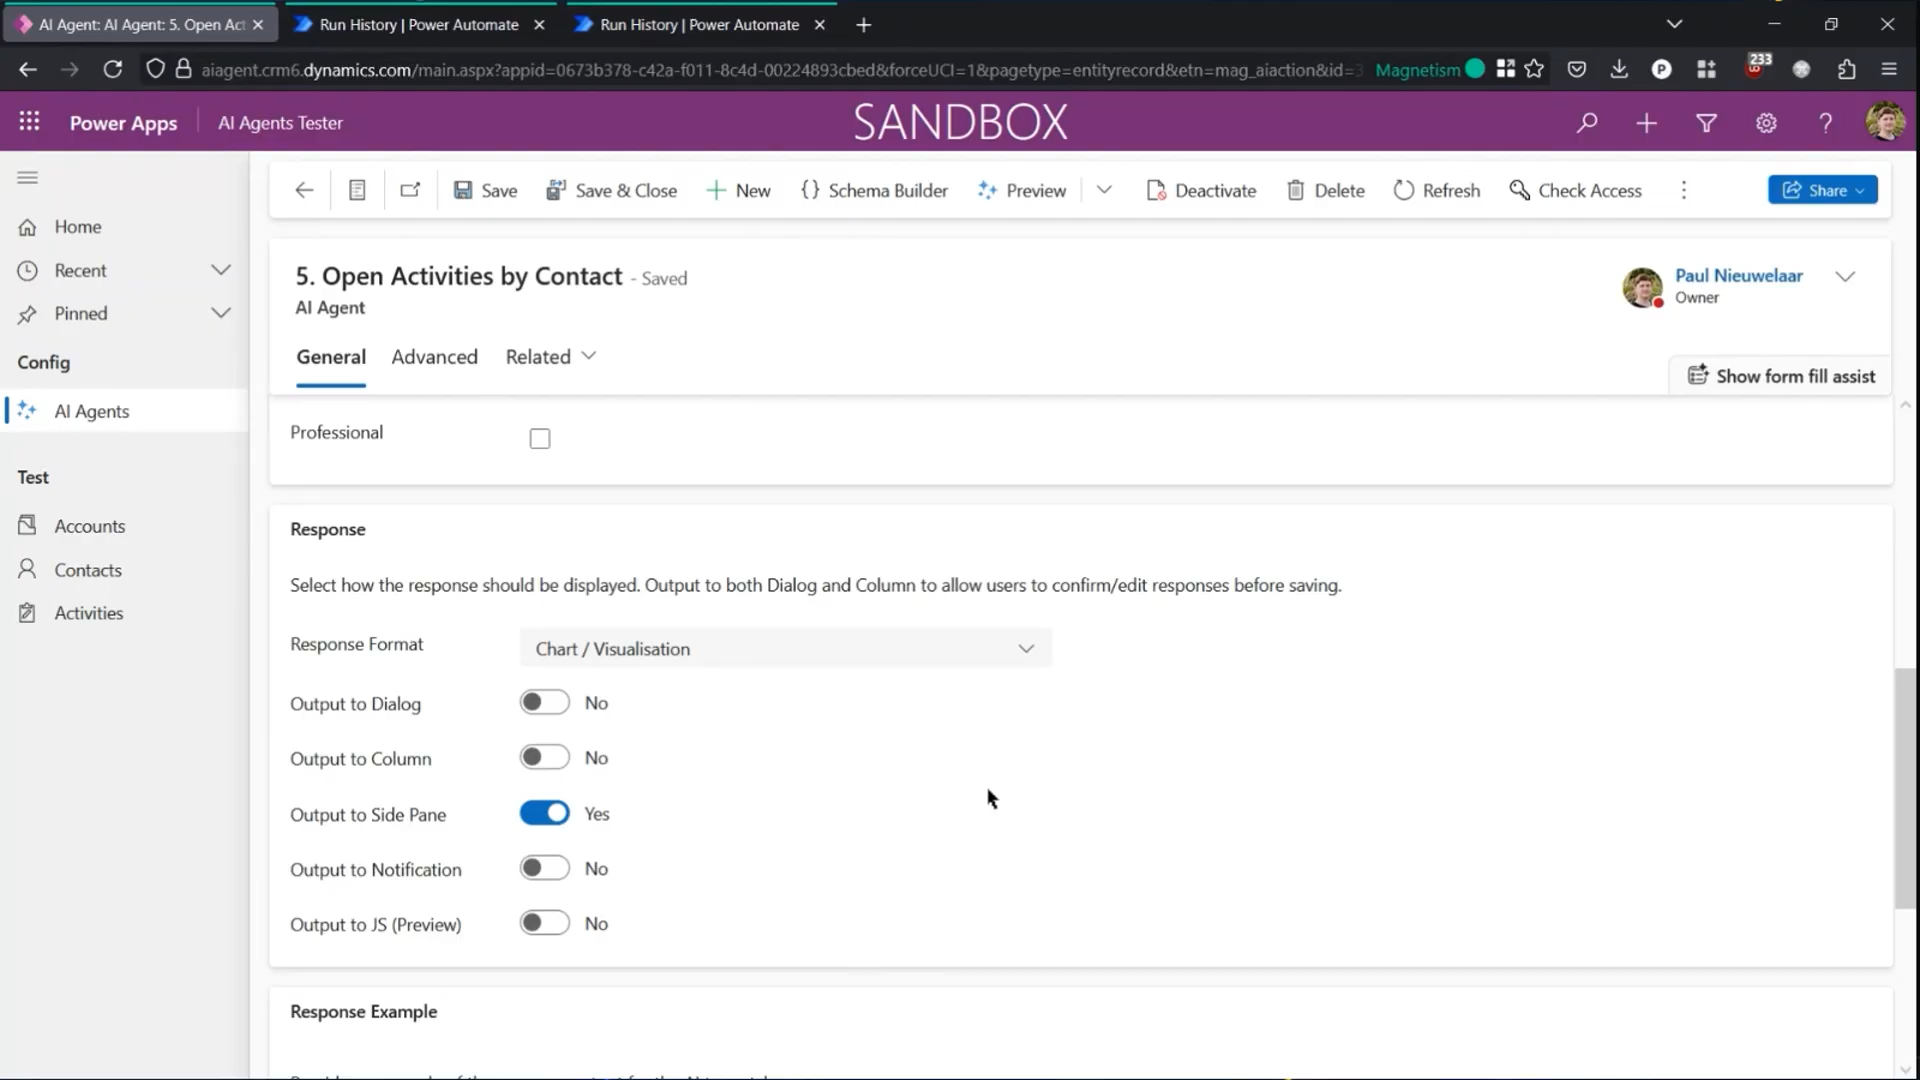 AI Agent: AI Agent: 5. Open Act
Run History | Power Automate
Run History | Power Automate
aiagent.crm6.dynamics.com/main.aspx?appid=0673b378-c42a-f011-8c4d-00224893cbed&forceUCI=1&pagetype=entityrecord&etn=mag_aiaction&id=3
Magnetism
233
Power Apps
AI Agents Tester
SANDBOX
Save
Save & Close
New
Schema Builder
Preview
Deactivate
Delete
Refresh
Check Access
Share
Home
Recent
Pinned
Config
AI Agents
Test
Accounts
Contacts
Activities
5. Open Activities by Contact - Saved
AI Agent
Paul Nieuwelaar
Owner
General
Advanced
Related
Show form fill assist
Professional
Response
Select how the response should be displayed. Output to both Dialog and Column to allow users to confirm/edit responses before saving.
Response Format
Chart / Visualisation
Output to Dialog
No
Output to Column
No
Output to Side Pane
Yes
Output to Notification
No
Output to JS (Preview)
No
Response Example